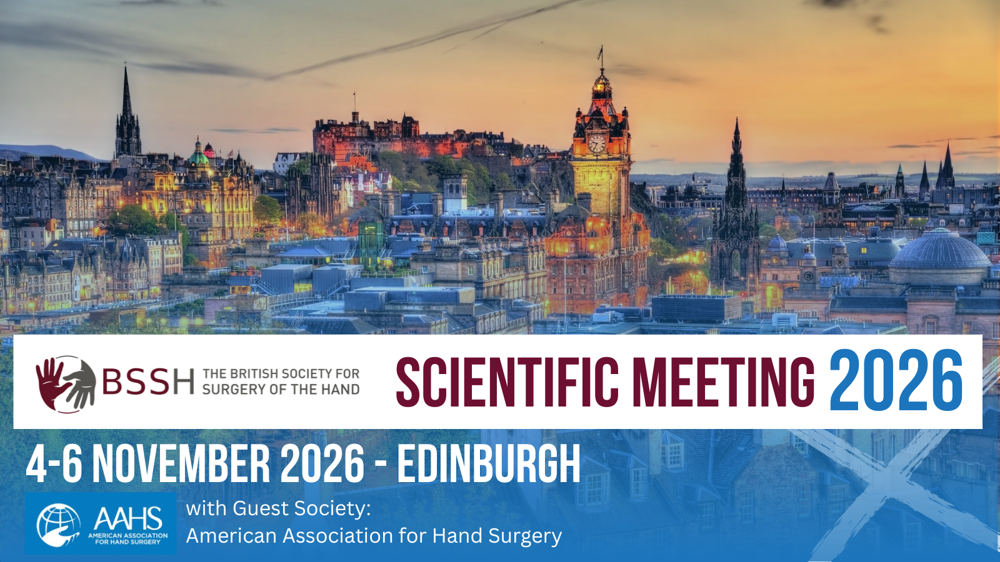 BSSH
THE BRITISH SOCIETY FOR
SURGERY OF THE HAND
SCIENTIFIC MEETING 2026
4-6 NOVEMBER 2026 - EDINBURGH
AAHS
AMERICAN ASSOCIATION
FOR HAND SURGERY
with Guest Society:
American Association for Hand Surgery